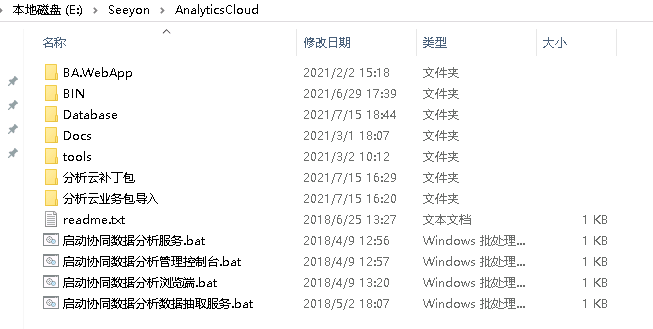 本地磁盘 (E:) > Seeyon > AnalyticsCloud
名称 修改日期 类型 大小
BA.WebApp 2021/2/2 15:18 文件夹
BIN 2021/6/29 17:39 文件夹
Database 2021/7/15 18:44 文件夹
Docs 2021/3/1 18:07 文件夹
tools 2021/3/2 10:12 文件夹
分析云补丁包 2021/7/15 16:29 文件夹
分析云业务包导入 2021/7/15 16:20 文件夹
readme.txt 2018/6/25 13:27 文本文档 1 KB
启动协同数据分析服务.bat 2018/4/9 12:56 Windows 批处理... 1 KB
启动协同数据分析管理控制台.bat 2018/4/9 12:57 Windows 批处理... 1 KB
启动协同数据分析浏览端.bat 2018/4/9 13:20 Windows 批处理... 1 KB
启动协同数据分析数据抽取服务.bat 2018/5/2 18:07 Windows 批处理... 1 KB